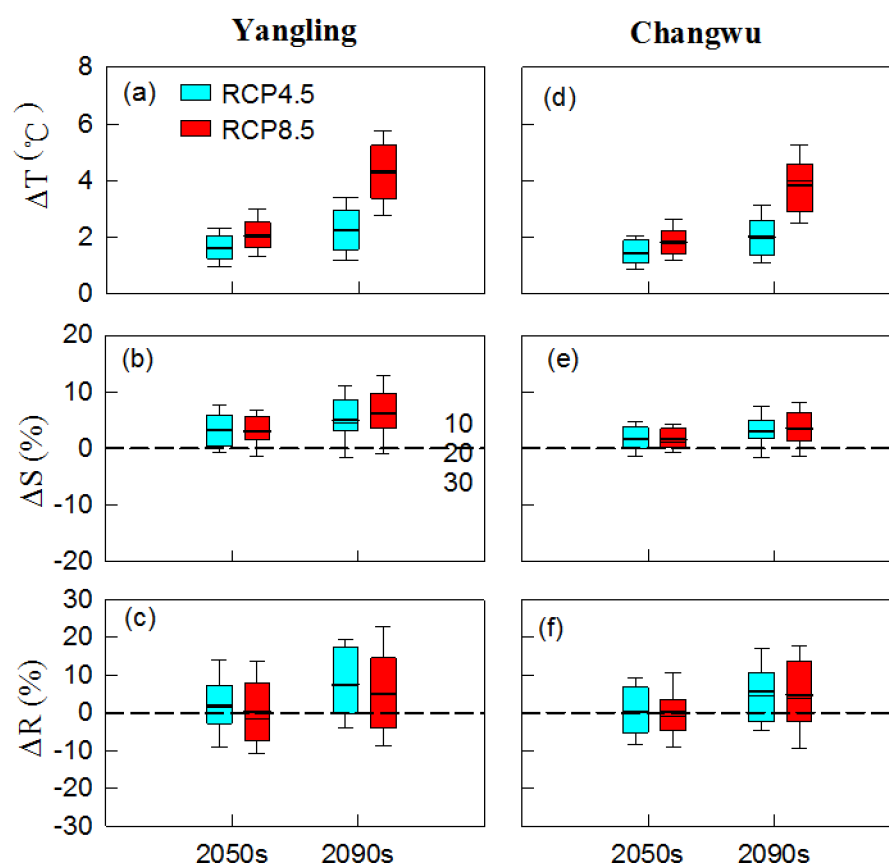 Yangling
Changwu
(a)
RCP4.5
RCP8.5
ΔT (℃)
8
6
4
2
0
(d)
(b)
ΔS (%)
20
10
0
-10
-20
10
20
30
(e)
(c)
ΔR (%)
30
20
10
0
-10
-20
-30
(f)
2050s 2090s
2050s 2090s